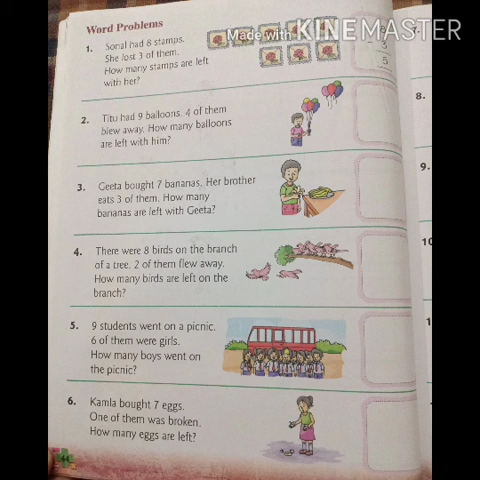 Word Problems
Made with KINEMASTER
1. Sonal had 8 stamps.
She lost 3 of them.
How many stamps are left
with her?
3
5
2. Titu had 9 balloons. 4 of them
blew away. How many balloons
are left with him?
3. Geeta bought 7 bananas. Her brother
eats 3 of them. How many
bananas are left with Geeta?
4. There were 8 birds on the branch
of a tree. 2 of them flew away.
How many birds are left on the
branch?
5. 9 students went on a picnic.
6 of them were girls.
How many boys went on
the picnic?
6. Kamla bought 7 eggs.
One of them was broken.
How many eggs are left?
44
8.
9.
10
1